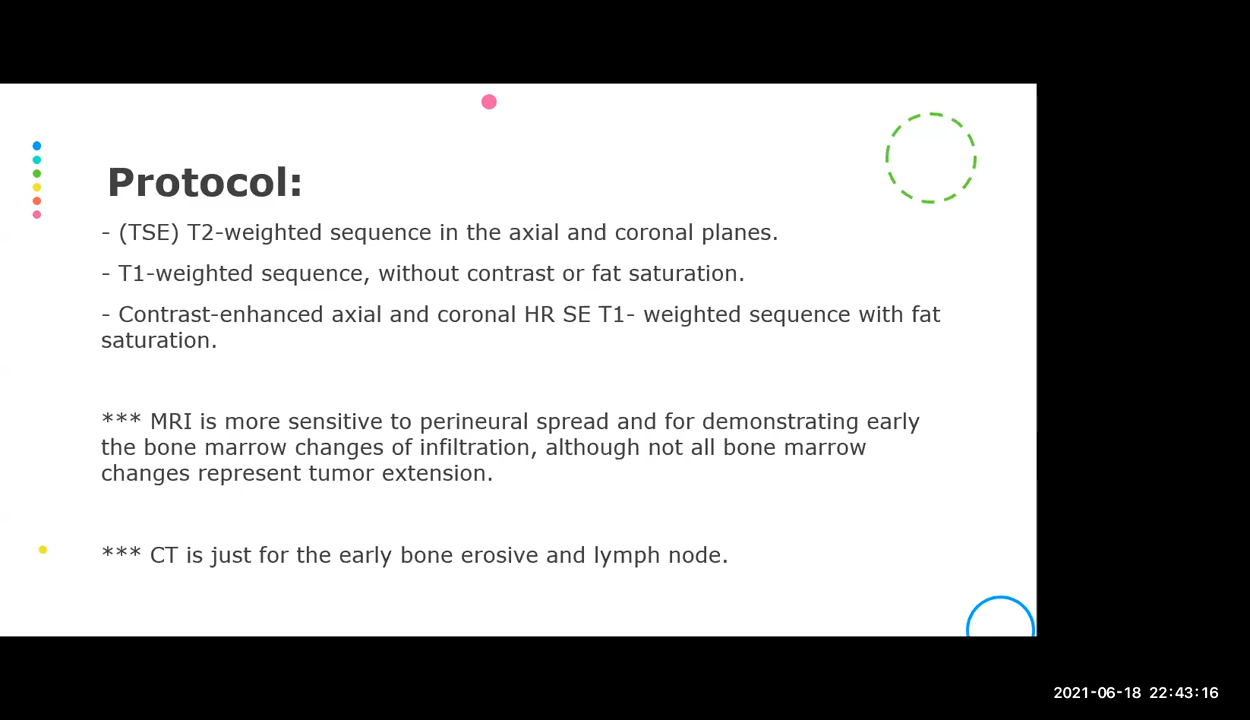 Protocol:
- (TSE) T2-weighted sequence in the axial and coronal planes.
- T1-weighted sequence, without contrast or fat saturation.
- Contrast-enhanced axial and coronal HR SE T1- weighted sequence with fat
saturation.
*** MRI is more sensitive to perineural spread and for demonstrating early
the bone marrow changes of infiltration, although not all bone marrow
changes represent tumor extension.
*** CT is just for the early bone erosive and lymph node.
2021-06-18 22:43:16